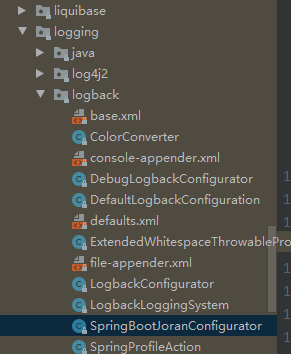 liquibase
logging
java
log4j2
logback
base.xml
ColorConverter
console-appender.xml
DebugLogbackConfigurator
DefaultLogbackConfiguration
defaults.xml
ExtendedWhitespaceThrowablePro
file-appender.xml
LogbackConfigurator
LogbackLoggingSystem
SpringBootJoranConfigurator
SpringProfileAction